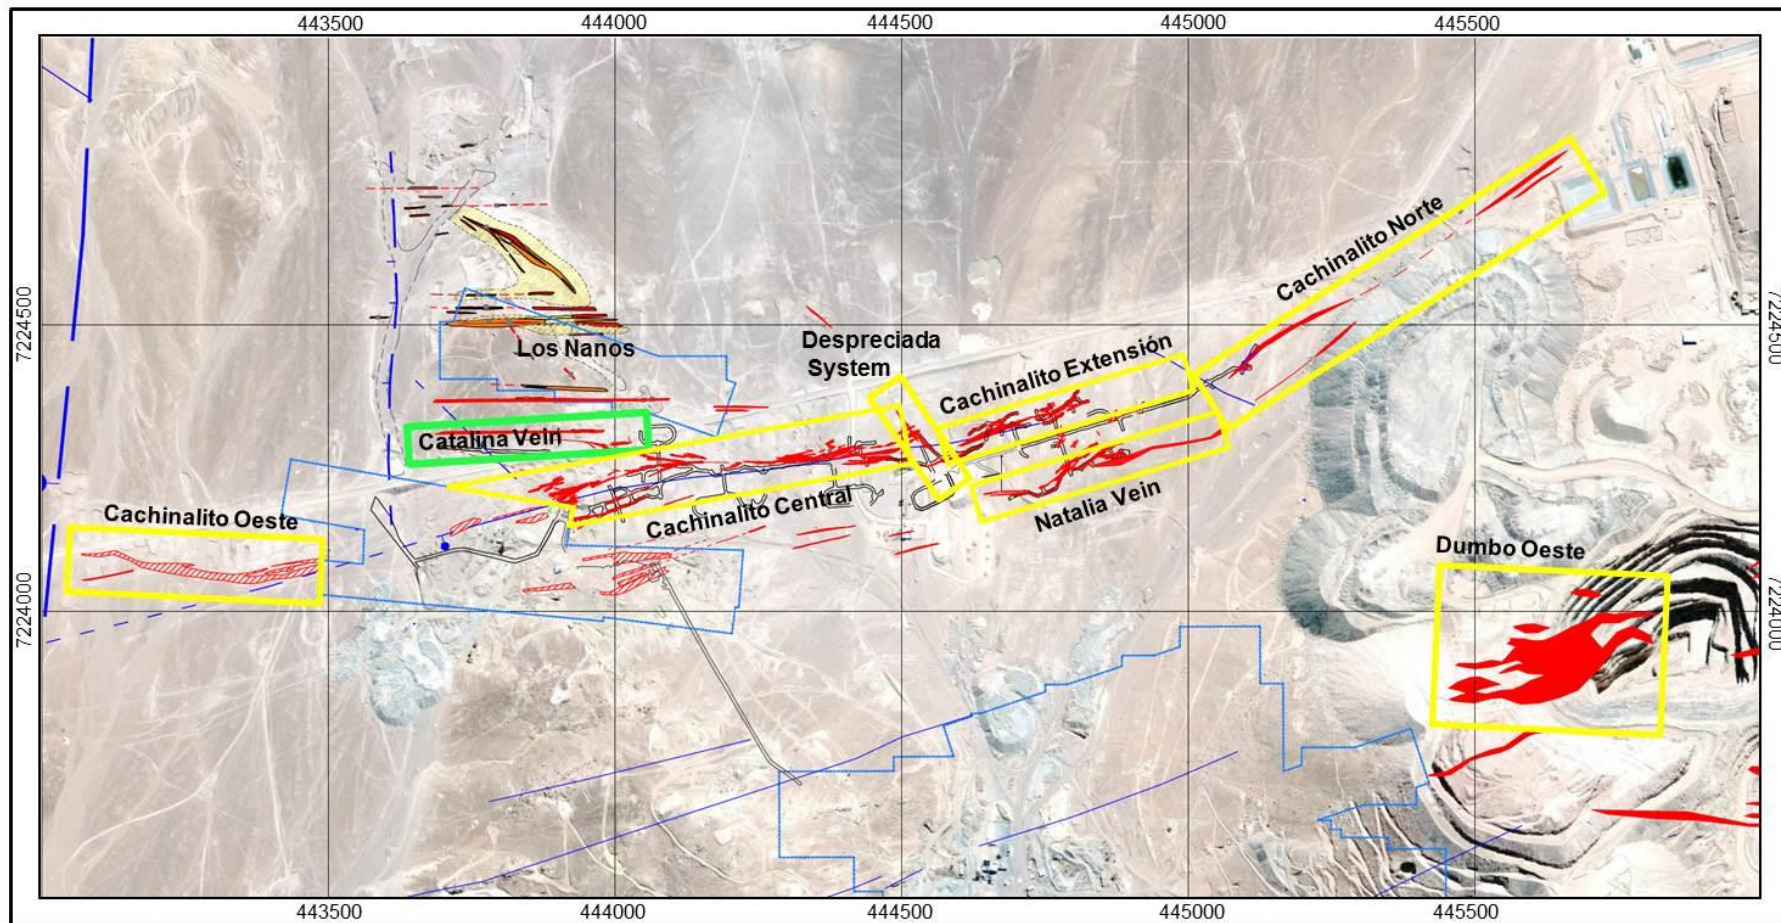 443500
444000
444500
445000
445500
Cachinalito Norte
7224500
7224500
Despreciada
System
Los Nanos
Cachinalito Extensión
Catalina Vein
Cachinalito Central
Natalia Vein
Cachinalito Oeste
Dumbo Oeste
7224000
7224000
443500
444000
444500
445000
445500